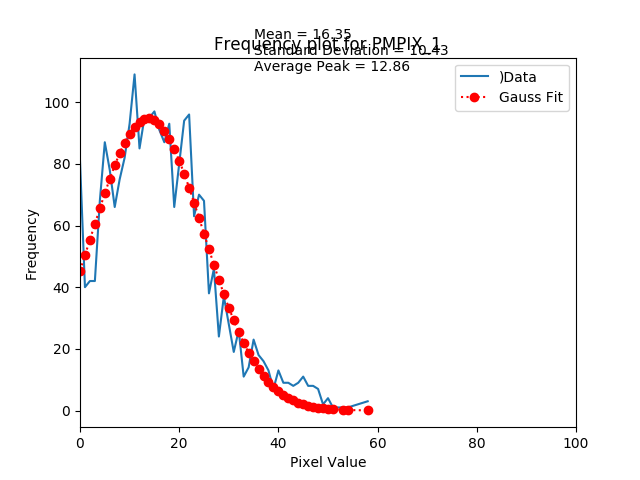 Mean = 16.35
Frequency plot for PMPIX_1
Standard Deviation = 10.43
Average Peak = 12.86
)Data
Gauss Fit
100
80
60
40
20
0
Frequency
0 20 40 60 80 100
Pixel Value